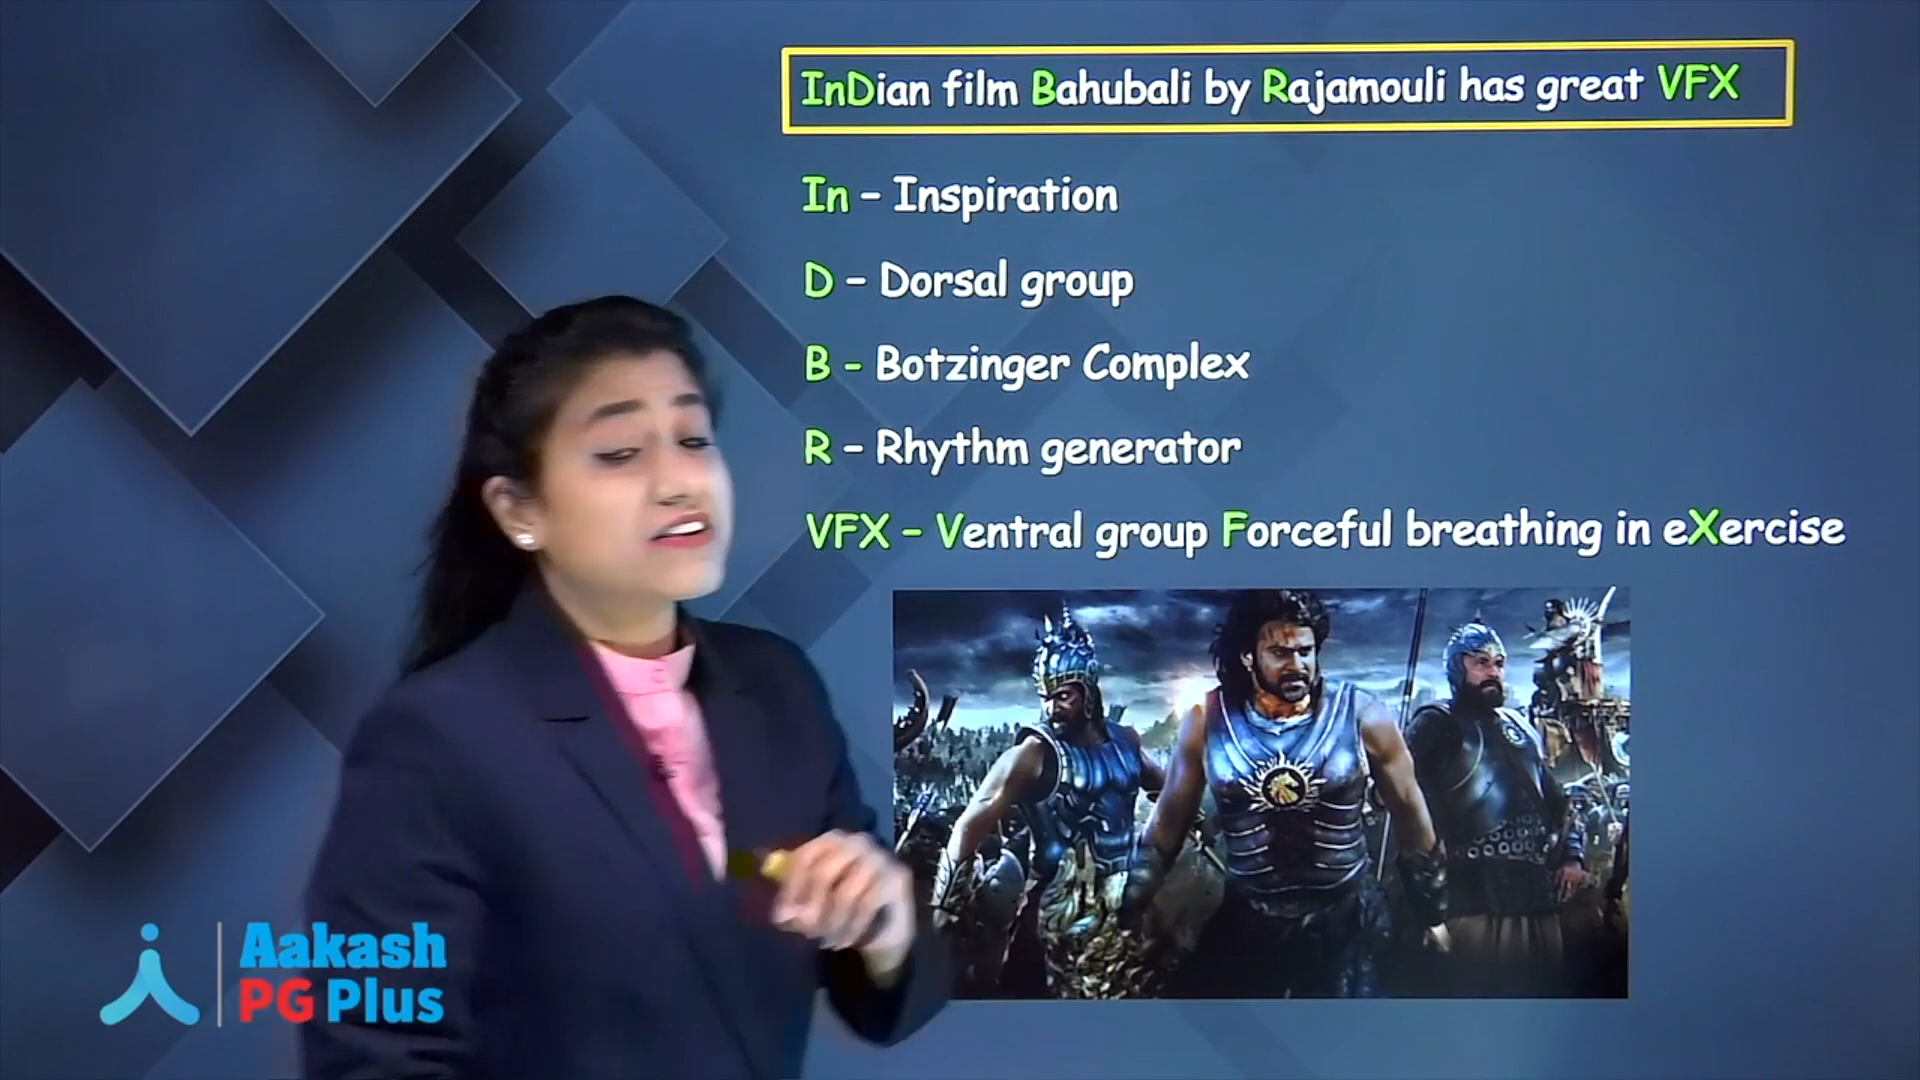 InDian film Bahubali by Rajamouli has great VFX
In – Inspiration
D – Dorsal group
B – Botzinger Complex
R – Rhythm generator
VFX – Ventral group Forceful breathing in eXercise
Aakash
PG Plus